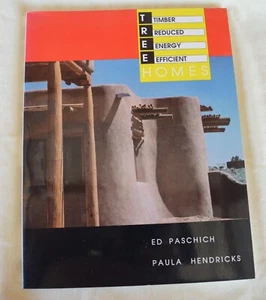 T TIMBER
R REDUCED
E ENERGY
E EFFICIENT
HOMES
ED PASCHICH
PAULA HENDRICKS